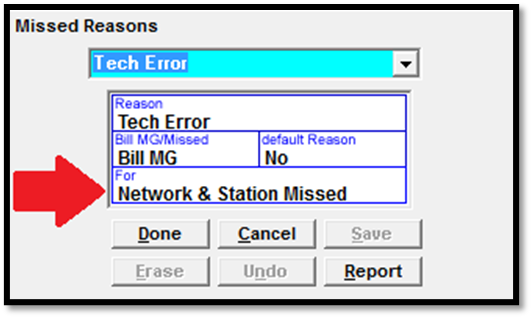 Missed Reasons
Tech Error
Reason
Tech Error
Bill MG/Missed default Reason
Bill MG No
For
Network & Station Missed
Done Cancel Save
Erase Undo Report